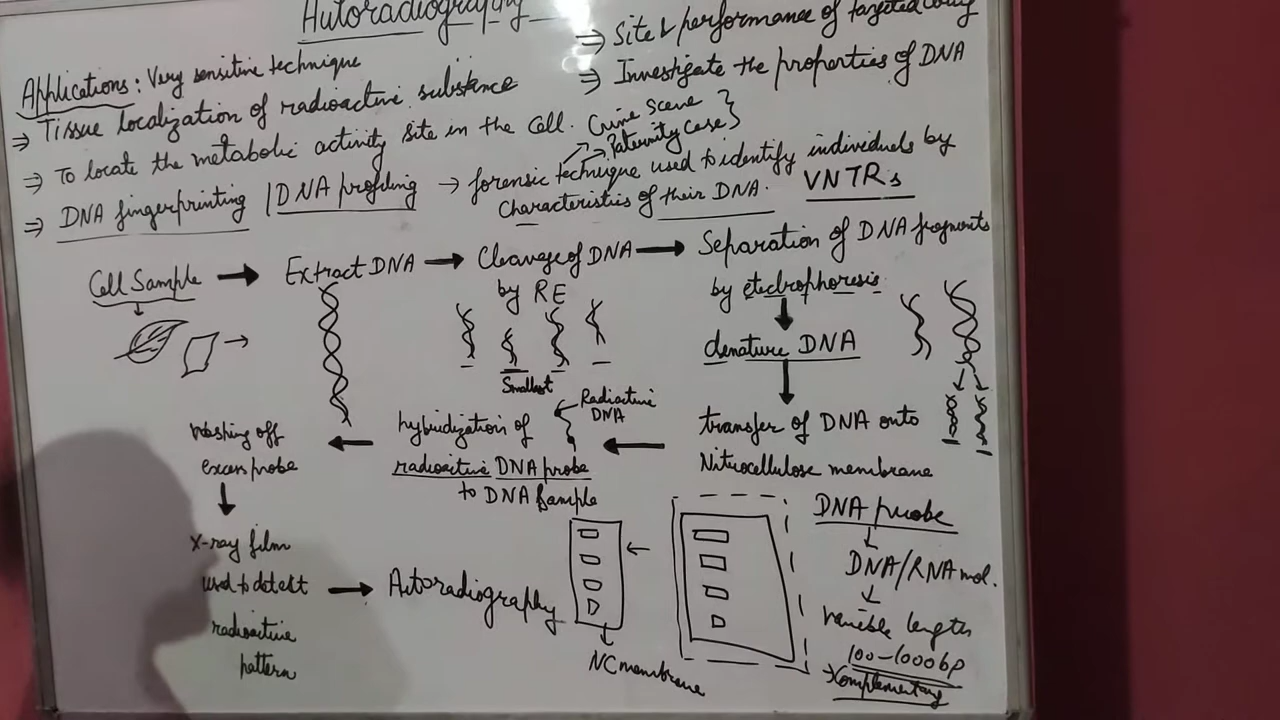 Autoradiography
Applications: Very sensitive technique
⇒ Tissue localization of radioactive substance
⇒ To locate the metabolic activity site in the cell.
⇒ DNA fingerprinting / DNA profiling → forensic technique used to identify individuals by
characteristics of their DNA. VNTRs
Crime scene
Paternity case
⇒ Site & performance of targeted
⇒ Investigate the properties of DNA
Cell Sample → Extract DNA → Cleavage of DNA → Separation of DNA fragments
by RE
by electrophoresis
Smallest
denature DNA
transfer of DNA onto
Nitrocellulose membrane
Radioactive
DNA
hybridization of
radioactive DNA probe
to DNA Sample
washing off
excess probe
X-ray film
used to detect
radioactive
pattern
→ Autoradiography
NC membrane
DNA probe
DNA/RNA mol.
variable length
100-1000bp
→ Complementary